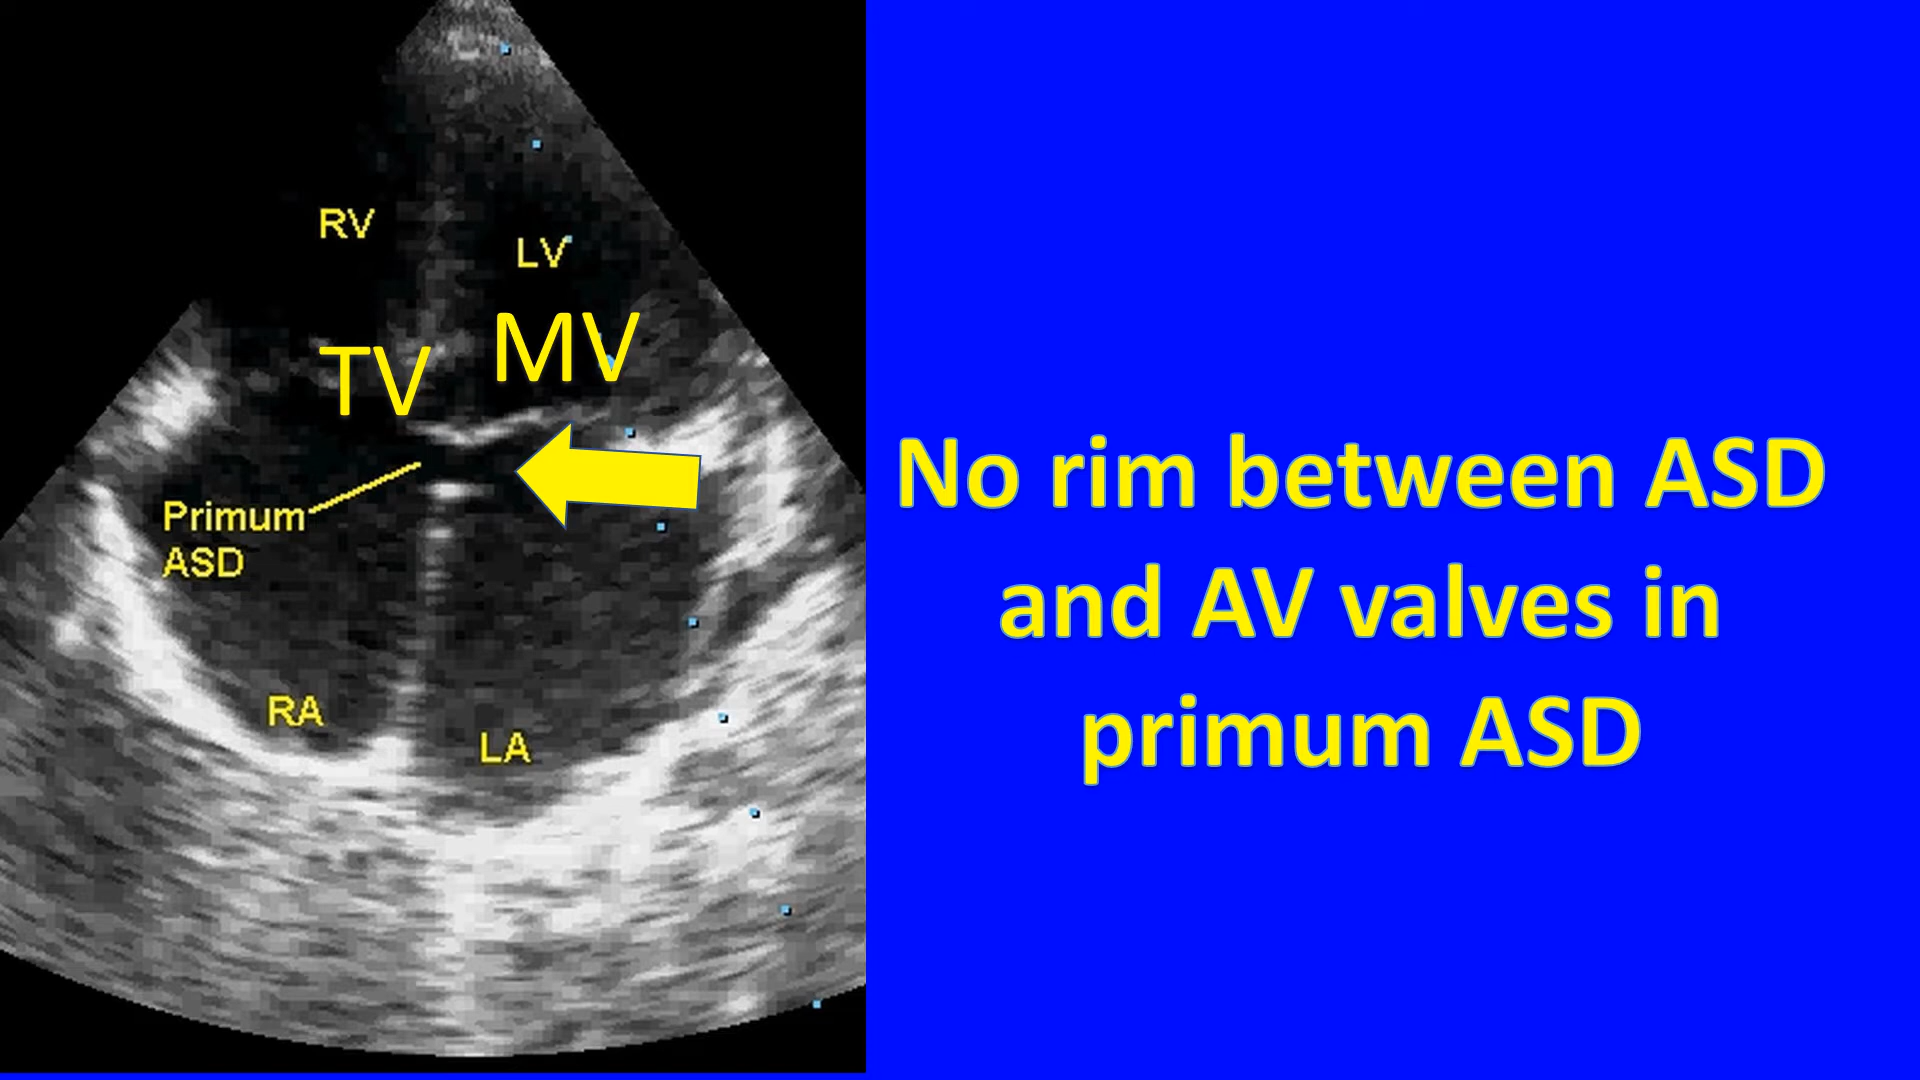 RV
LV
TV
MV
Primum
ASD
RA
LA
No rim between ASD
and AV valves in
primum ASD